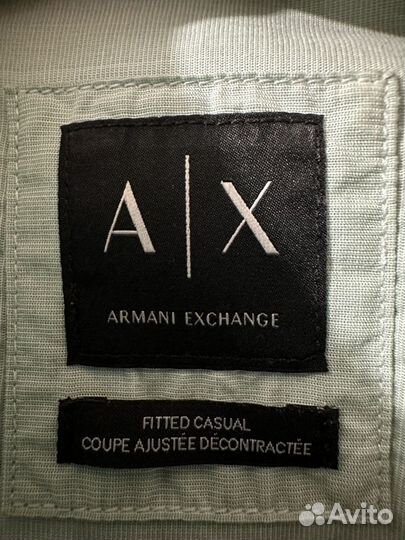 A|X
ARMANI EXCHANGE
FITTED CASUAL
COUPE AJUSTÉE DÉCONTRACTÉE
Avito